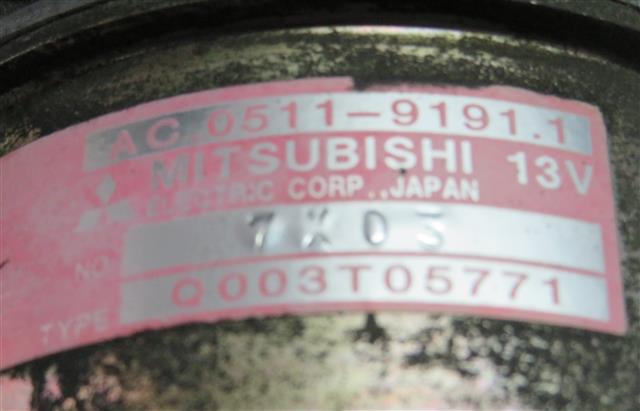 AC 0511-9191.1
MITSUBISHI 13V
ELECTRIC CORP., JAPAN
NO 7K03
TYPE Q003T05771